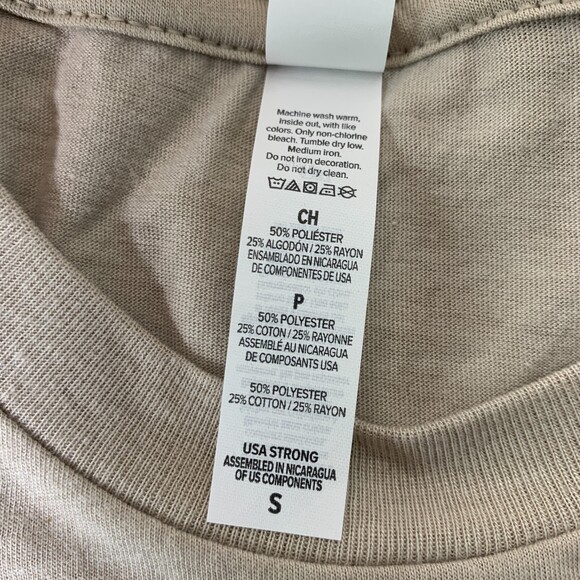 Machine wash warm,
inside out, with like
colors. Only non-chlorine
bleach. Tumble dry low.
Medium iron.
Do not iron decoration.
Do not dry clean.
CH
50% POLIÉSTER
25% ALGODÓN / 25% RAYON
ENSAMBLADO EN NICARAGUA
DE COMPONENTES DE USA
P
50% POLYESTER
25% COTON / 25% RAYONNE
ASSEMBLÉ AU NICARAGUA
DE COMPOSANTS USA
50% POLYESTER
25% COTTON / 25% RAYON
USA STRONG
ASSEMBLED IN NICARAGUA
OF US COMPONENTS
S